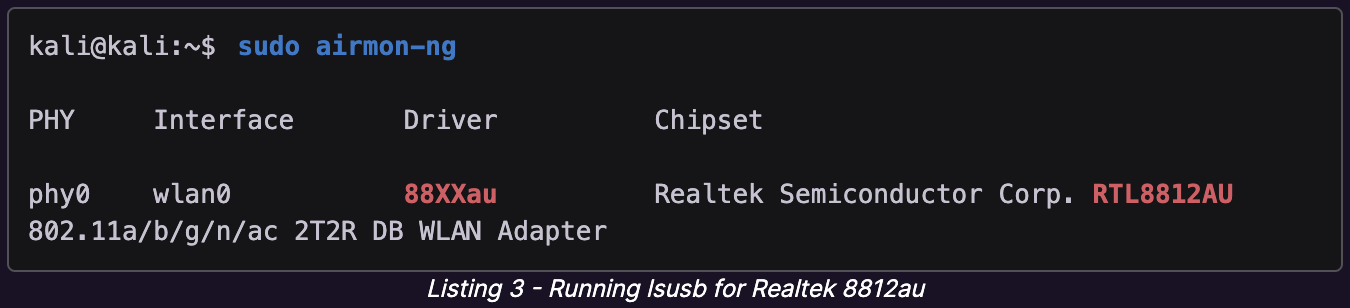 kali@kali:~$ sudo airmon-ng
PHY Interface Driver Chipset
phy0 wlan0 88XXau Realtek Semiconductor Corp. RTL8812AU
802.11a/b/g/n/ac 2T2R DB WLAN Adapter
Listing 3 - Running lsusb for Realtek 8812au